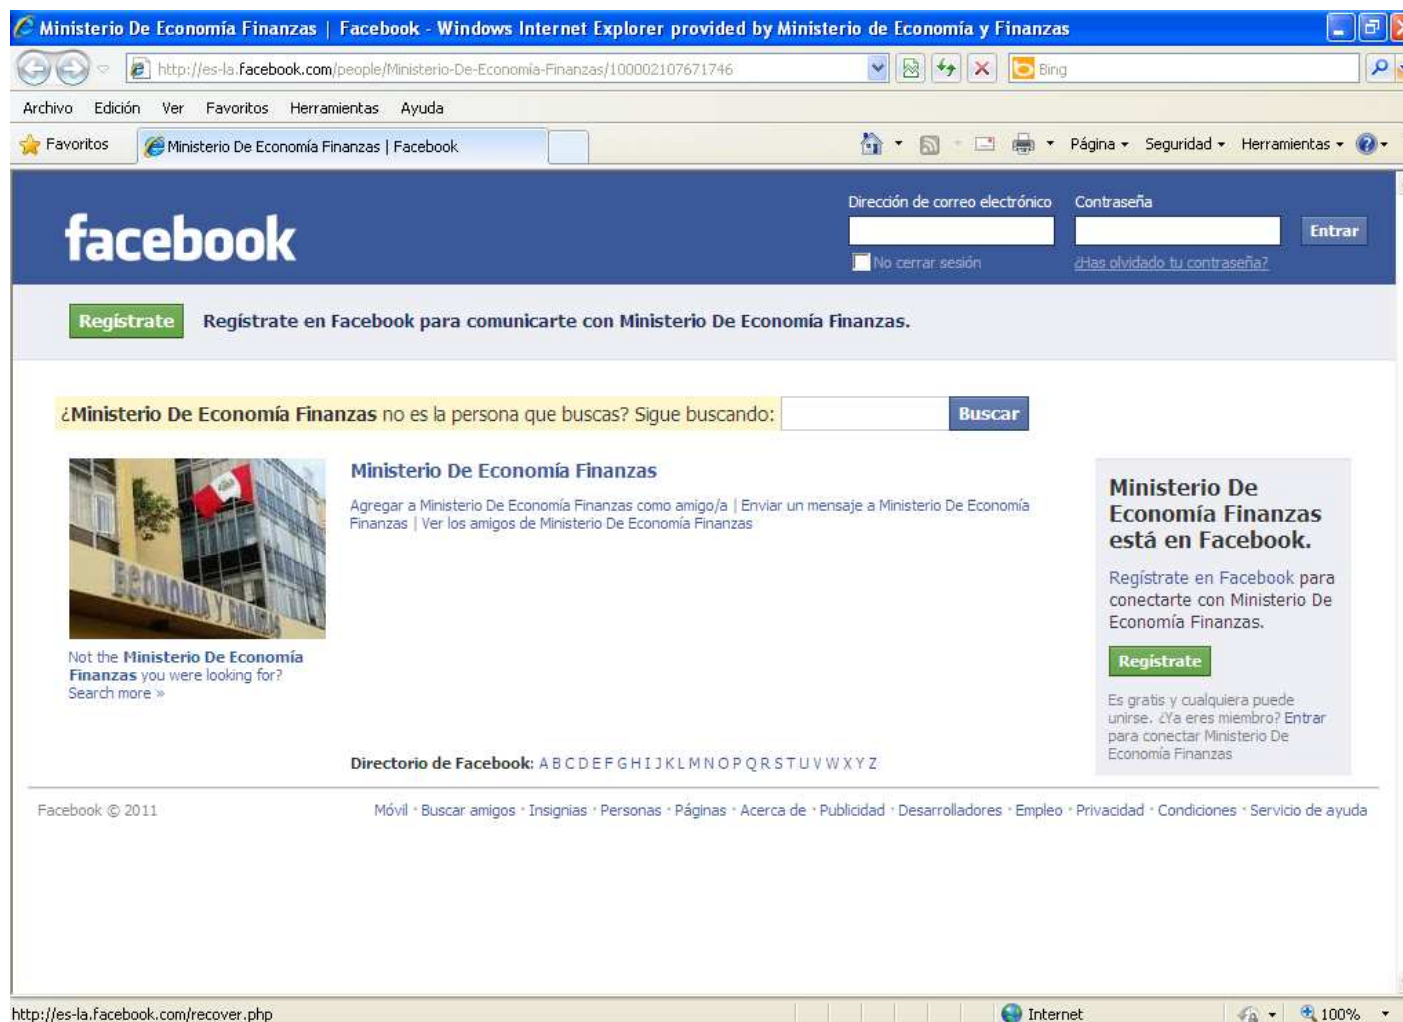 Ministerio De Economía Finanzas | Facebook - Windows Internet Explorer provided by Ministerio de Economía y Finanzas
http://es-la.facebook.com/people/Ministerio-De-Economia-Finanzas/100002107671746
Bing
Archivo Edición Ver Favoritos Herramientas Ayuda
Favoritos Ministerio De Economía Finanzas | Facebook Página Seguridad Herramientas
Dirección de correo electrónico Contraseña
facebook
Entrar
No cerrar sesión ¿Has olvidado tu contraseña?
Regístrate Regístrate en Facebook para comunicarte con Ministerio De Economía Finanzas.
¿Ministerio De Economía Finanzas no es la persona que buscas? Sigue buscando: Buscar
ECONOMIA Y FINANZAS
Not the Ministerio De Economía
Finanzas you were looking for?
Search more »
Ministerio De Economía Finanzas
Agregar a Ministerio De Economía Finanzas como amigo/a | Enviar un mensaje a Ministerio De Economía
Finanzas | Ver los amigos de Ministerio De Economía Finanzas
Ministerio De
Economía Finanzas
está en Facebook.
Regístrate en Facebook para
conectarte con Ministerio De
Economía Finanzas.
Regístrate
Es gratis y cualquiera puede
unirse. ¿Ya eres miembro? Entrar
para conectar Ministerio De
Economía Finanzas
Directorio de Facebook: A B C D E F G H I J K L M N O P Q R S T U V W X Y Z
Facebook © 2011 Móvil · Buscar amigos · Insignias · Personas · Páginas · Acerca de · Publicidad · Desarrolladores · Empleo · Privacidad · Condiciones · Servicio de ayuda
http://es-la.facebook.com/recover.php Internet 100%